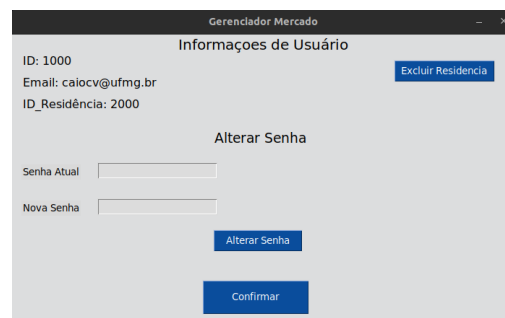 Gerenciador Mercado
Informaçoes de Usuário
ID: 1000
Excluir Residencia
Email: caiocv@ufmg.br
ID_Residência: 2000
Alterar Senha
Senha Atual
Nova Senha
Alterar Senha
Confirmar